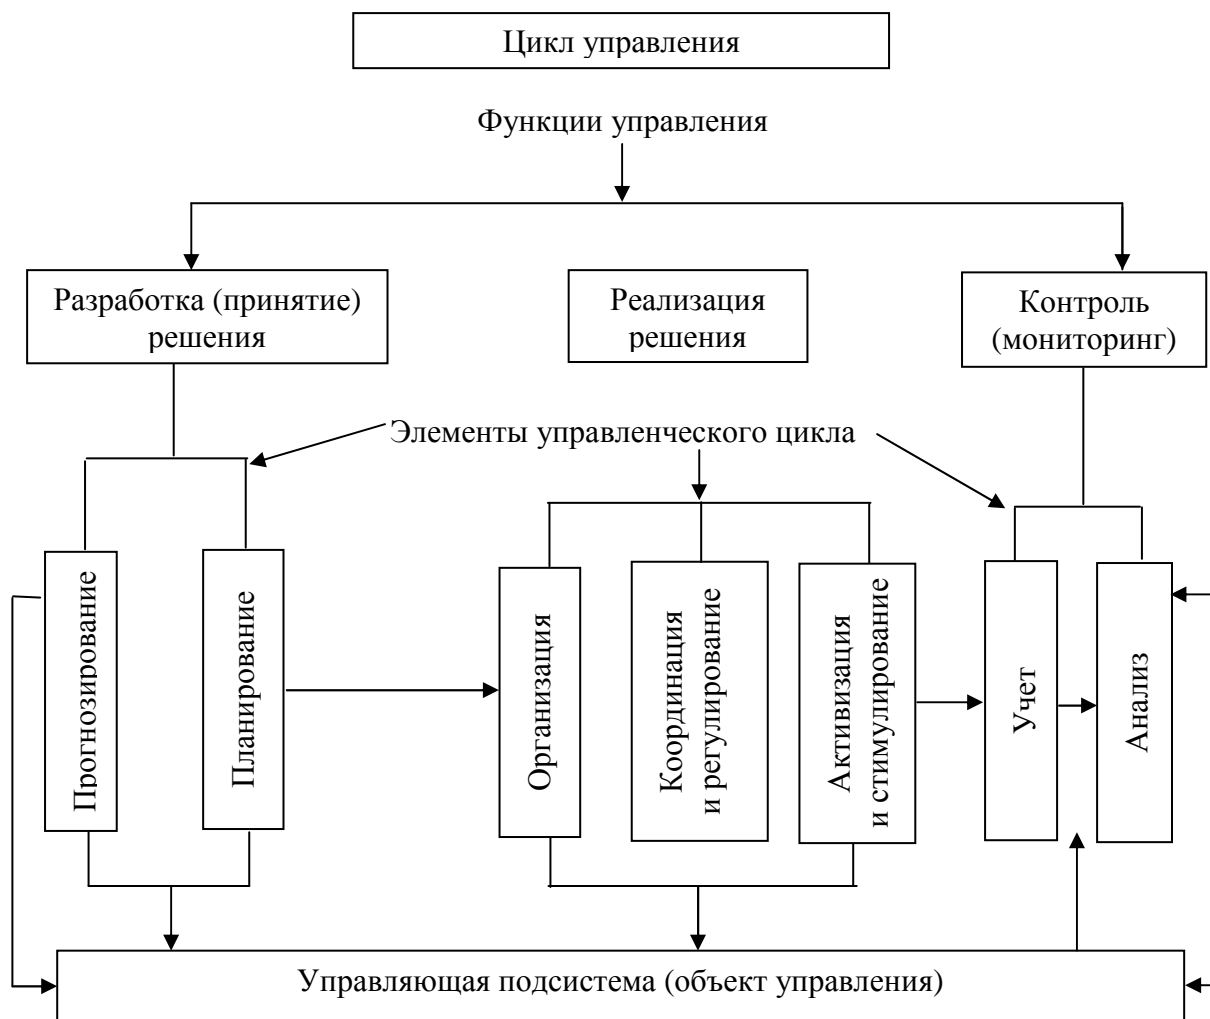 Цикл управления
Функции управления
Разработка (принятие)
решения
Реализация
решения
Контроль
(мониторинг)
Элементы управленческого цикла
Прогнозирование
Планирование
Организация
Координация
и регулирование
Активизация
и стимулирование
Учет
Анализ
Управляющая подсистема (объект управления)